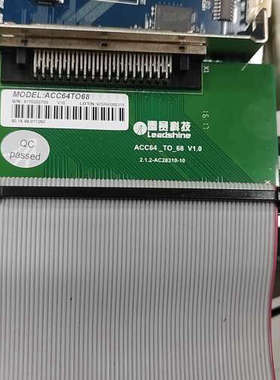 MODEL:ACC64TO68
QC
passed
雷赛科技
Leadshine
ACC64_TO_68 V1.0
2.1.2-AC28310-10